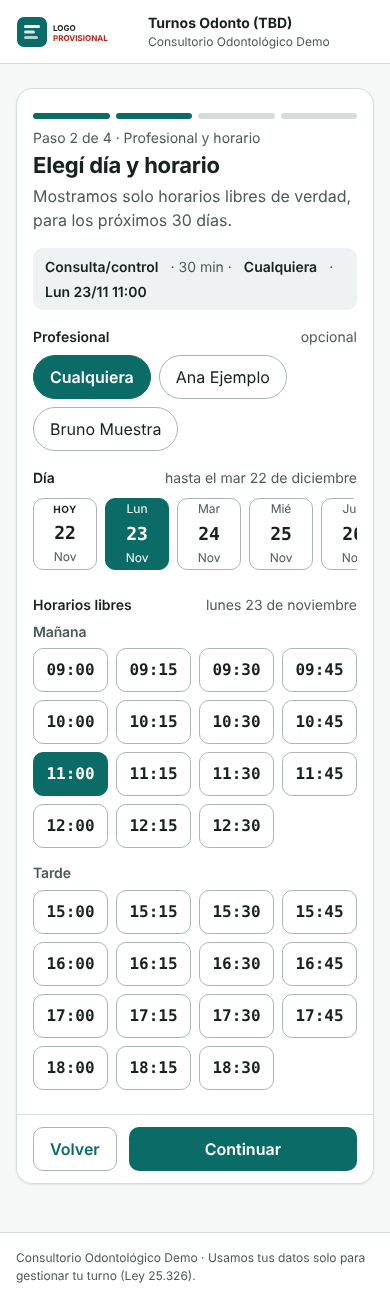 LOGO
PROVISIONAL
Turnos Odonto (TBD)
Consultorio Odontológico Demo
Paso 2 de 4 · Profesional y horario
Elegí día y horario
Mostramos solo horarios libres de verdad,
para los próximos 30 días.
Consulta/control · 30 min · Cualquiera ·
Lun 23/11 11:00
Profesional opcional
Cualquiera Ana Ejemplo
Bruno Muestra
Día hasta el mar 22 de diciembre
HOY Lun Mar Mié Ju
22 23 24 25
Nov Nov Nov Nov No
Horarios libres lunes 23 de noviembre
Mañana
09:00 09:15 09:30 09:45
10:00 10:15 10:30 10:45
11:00 11:15 11:30 11:45
12:00 12:15 12:30
Tarde
15:00 15:15 15:30 15:45
16:00 16:15 16:30 16:45
17:00 17:15 17:30 17:45
18:00 18:15 18:30
Volver Continuar
Consultorio Odontológico Demo · Usamos tus datos solo para
gestionar tu turno (Ley 25.326).